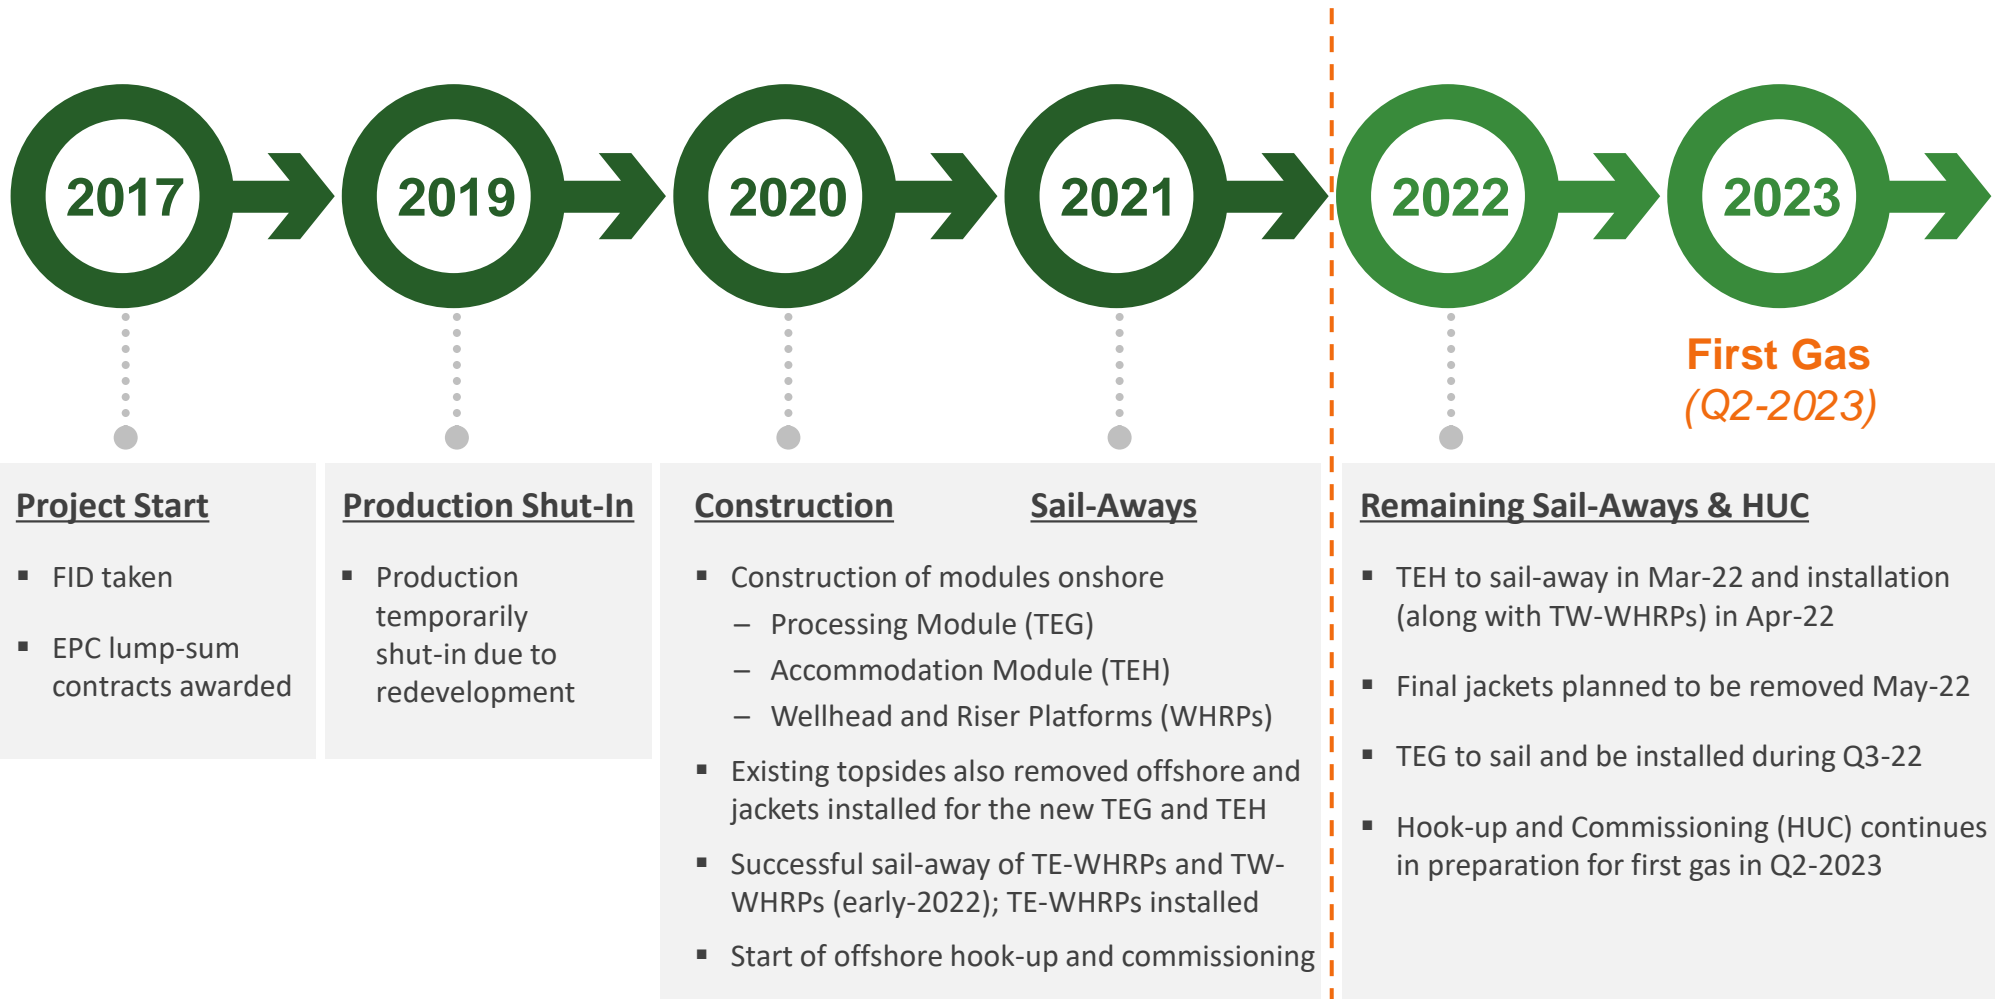 2017
2019
2020
2021
2022
2023
First Gas
(Q2-2023)
Project Start
▪ FID taken
▪ EPC lump-sum
contracts awarded
Production Shut-In
▪ Production
temporarily
shut-in due to
redevelopment
Construction
Sail-Aways
▪ Construction of modules onshore
– Processing Module (TEG)
– Accommodation Module (TEH)
– Wellhead and Riser Platforms (WHRPs)
▪ Existing topsides also removed offshore and
jackets installed for the new TEG and TEH
▪ Successful sail-away of TE-WHRPs and TW-
WHRPs (early-2022); TE-WHRPs installed
▪ Start of offshore hook-up and commissioning
Remaining Sail-Aways & HUC
▪ TEH to sail-away in Mar-22 and installation
(along with TW-WHRPs) in Apr-22
▪ Final jackets planned to be removed May-22
▪ TEG to sail and be installed during Q3-22
▪ Hook-up and Commissioning (HUC) continues
in preparation for first gas in Q2-2023